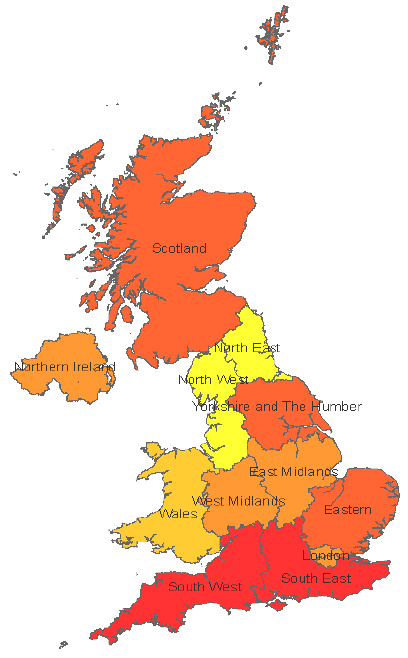 Scotland
North East
Northern Ireland
North West
Yorkshire and The Humber
East Midlands
West Midlands
Wales
Eastern
London
South East
South West